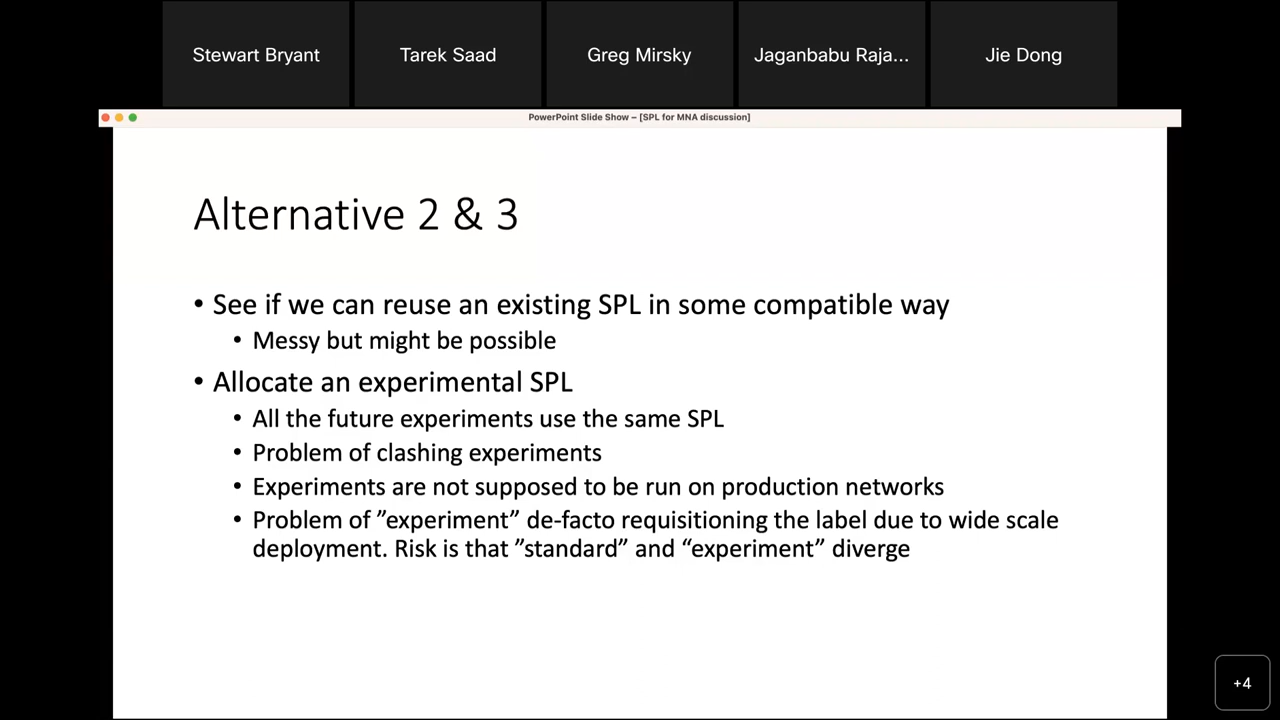 Stewart Bryant
Tarek Saad
Greg Mirsky
Jaganbabu Raja...
Jie Dong
PowerPoint Slide Show – [SPL for MNA discussion]
Alternative 2 & 3
• See if we can reuse an existing SPL in some compatible way
• Messy but might be possible
• Allocate an experimental SPL
• All the future experiments use the same SPL
• Problem of clashing experiments
• Experiments are not supposed to be run on production networks
• Problem of ”experiment” de-facto requisitioning the label due to wide scale
deployment. Risk is that ”standard” and “experiment” diverge
+4